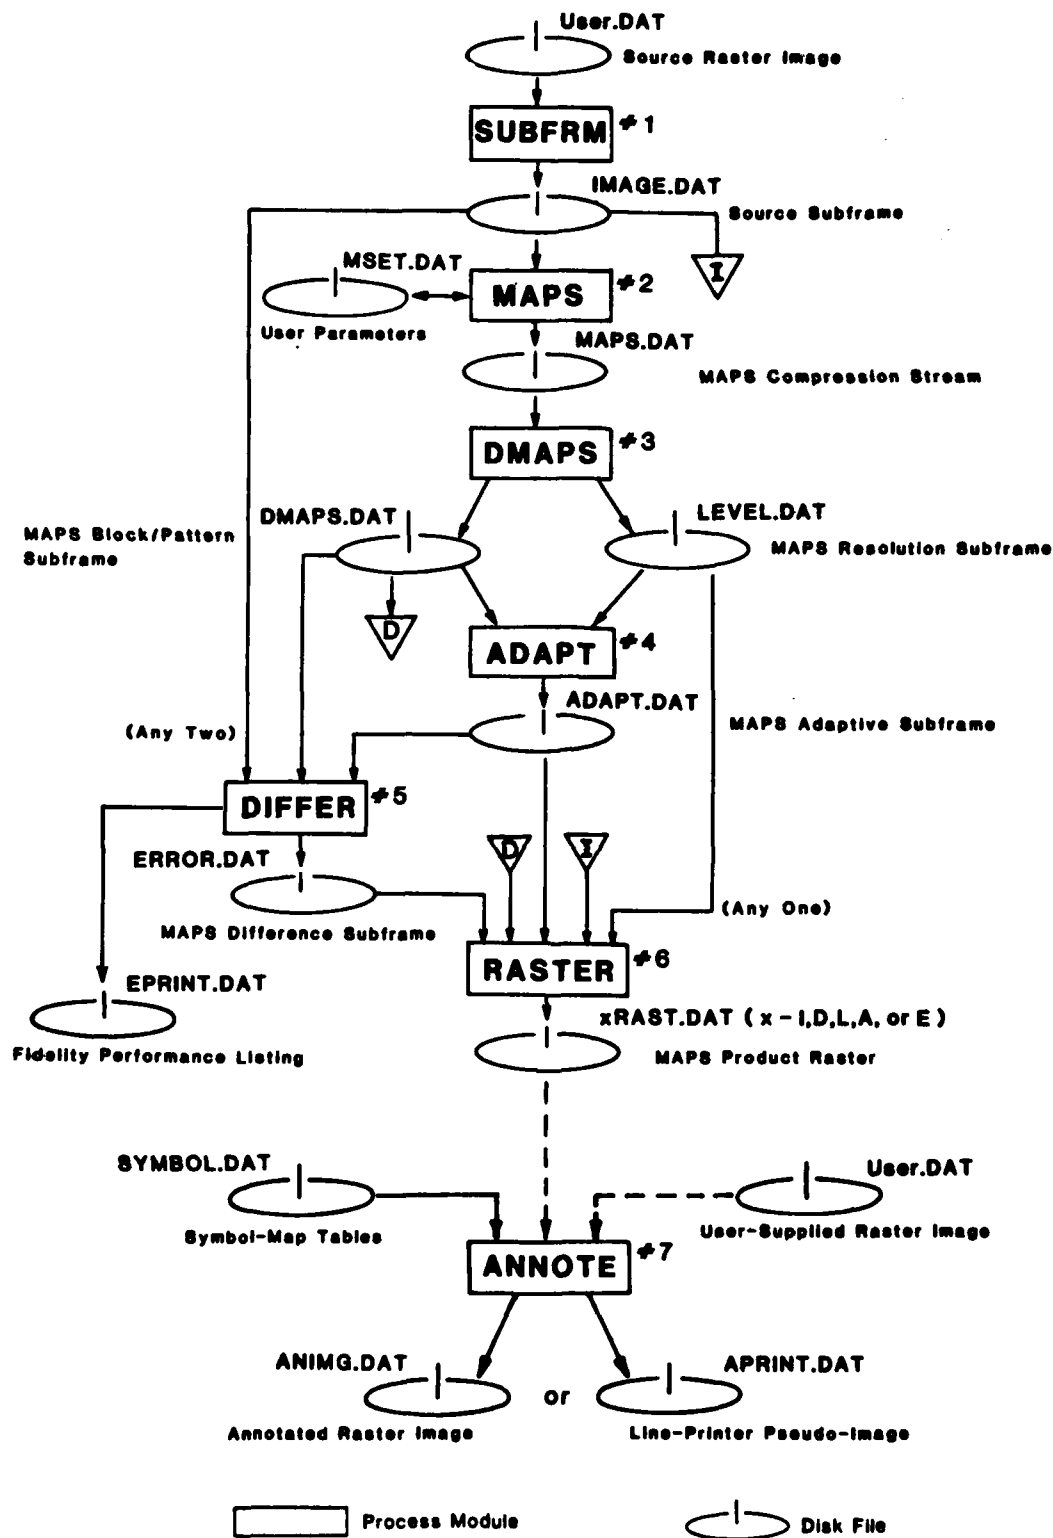 User.DAT
Source Raster Image
SUBFRM #1
IMAGE.DAT
Source Subframe
I
MSET.DAT
MAPS #2
User Parameters
MAPS.DAT
MAPS Compression Stream
DMAPS #3
DMAPS.DAT
LEVEL.DAT
MAPS Block/Pattern
Subframe
MAPS Resolution Subframe
D
ADAPT #4
ADAPT.DAT
MAPS Adaptive Subframe
(Any Two)
DIFFER #5
D
I
ERROR.DAT
(Any One)
MAPS Difference Subframe
RASTER #6
EPRINT.DAT
xRAST.DAT ( x - I,D,L,A, or E )
Fidelity Performance Listing
MAPS Product Raster
SYMBOL.DAT
User.DAT
Symbol-Map Tables
User-Supplied Raster Image
ANNOTE #7
ANIMG.DAT
APRINT.DAT
or
Annotated Raster Image
Line-Printer Pseudo-Image
Process Module
Disk File